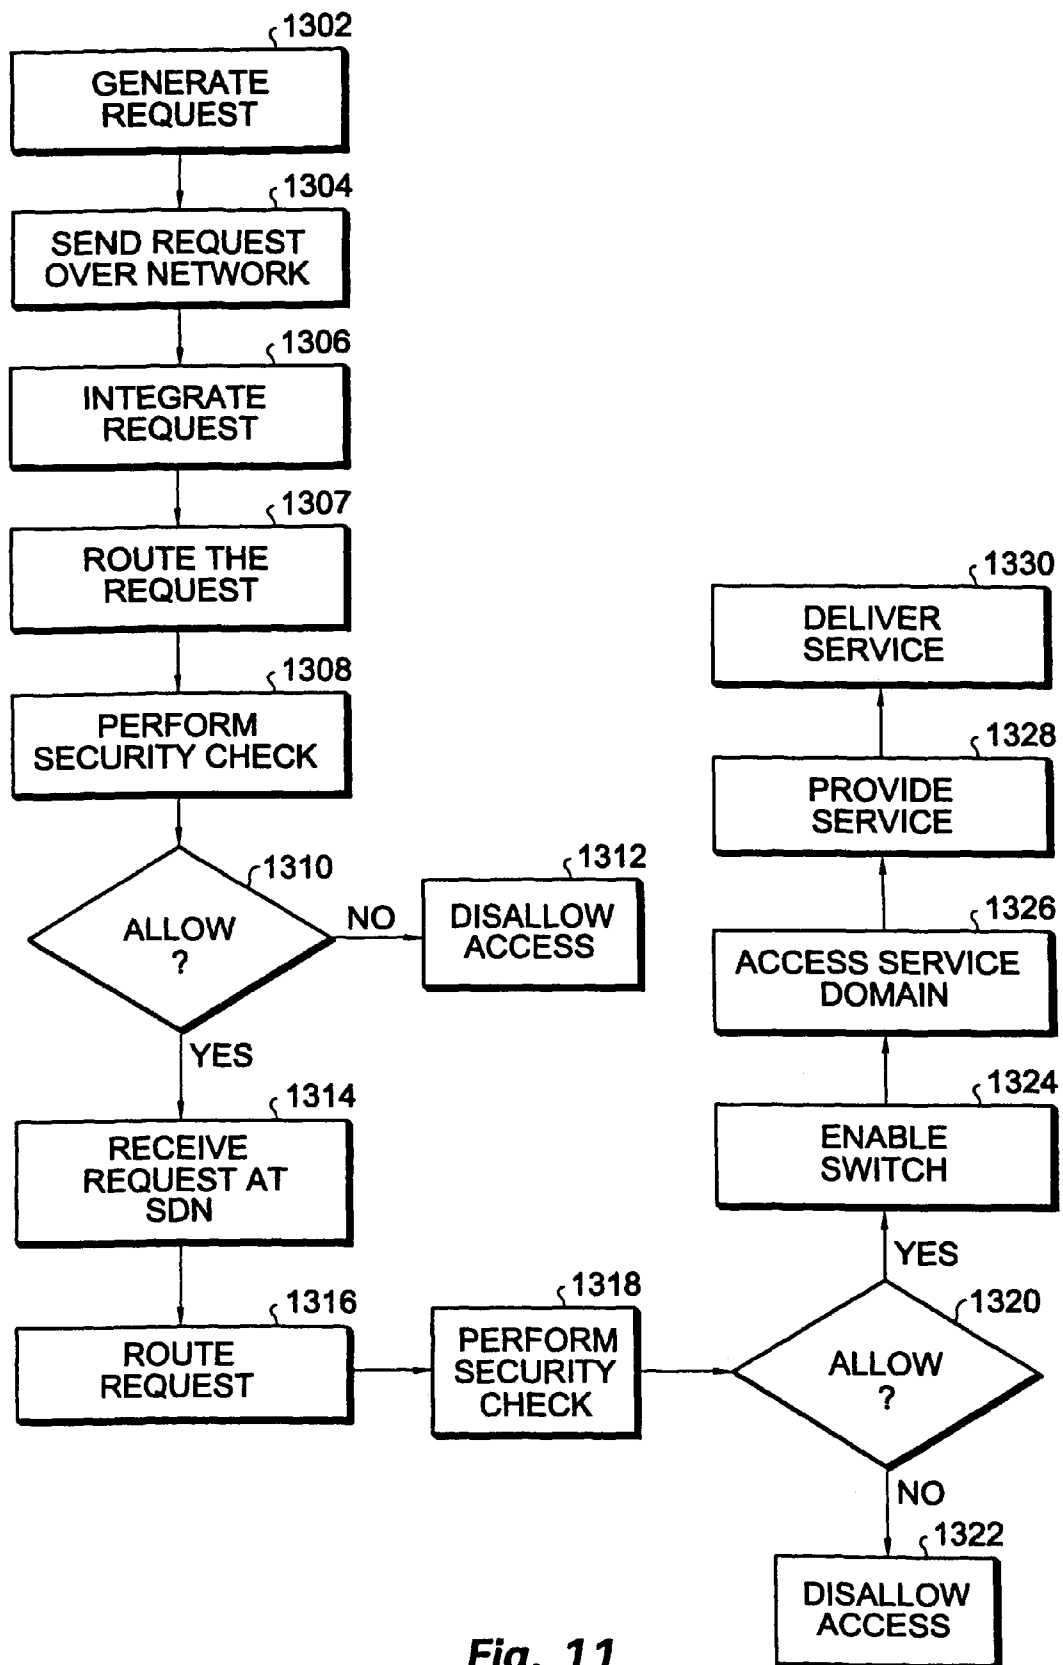 1302
GENERATE
REQUEST
1304
SEND REQUEST
OVER NETWORK
1306
INTEGRATE
REQUEST
1307
ROUTE THE
REQUEST
1308
PERFORM
SECURITY CHECK
1310
ALLOW
?
NO
1312
DISALLOW
ACCESS
YES
1314
RECEIVE
REQUEST AT
SDN
1316
ROUTE
REQUEST
1318
PERFORM
SECURITY
CHECK
1320
ALLOW
?
NO
1322
DISALLOW
ACCESS
YES
1324
ENABLE
SWITCH
1326
ACCESS SERVICE
DOMAIN
1328
PROVIDE
SERVICE
1330
DELIVER
SERVICE
Fig. 11